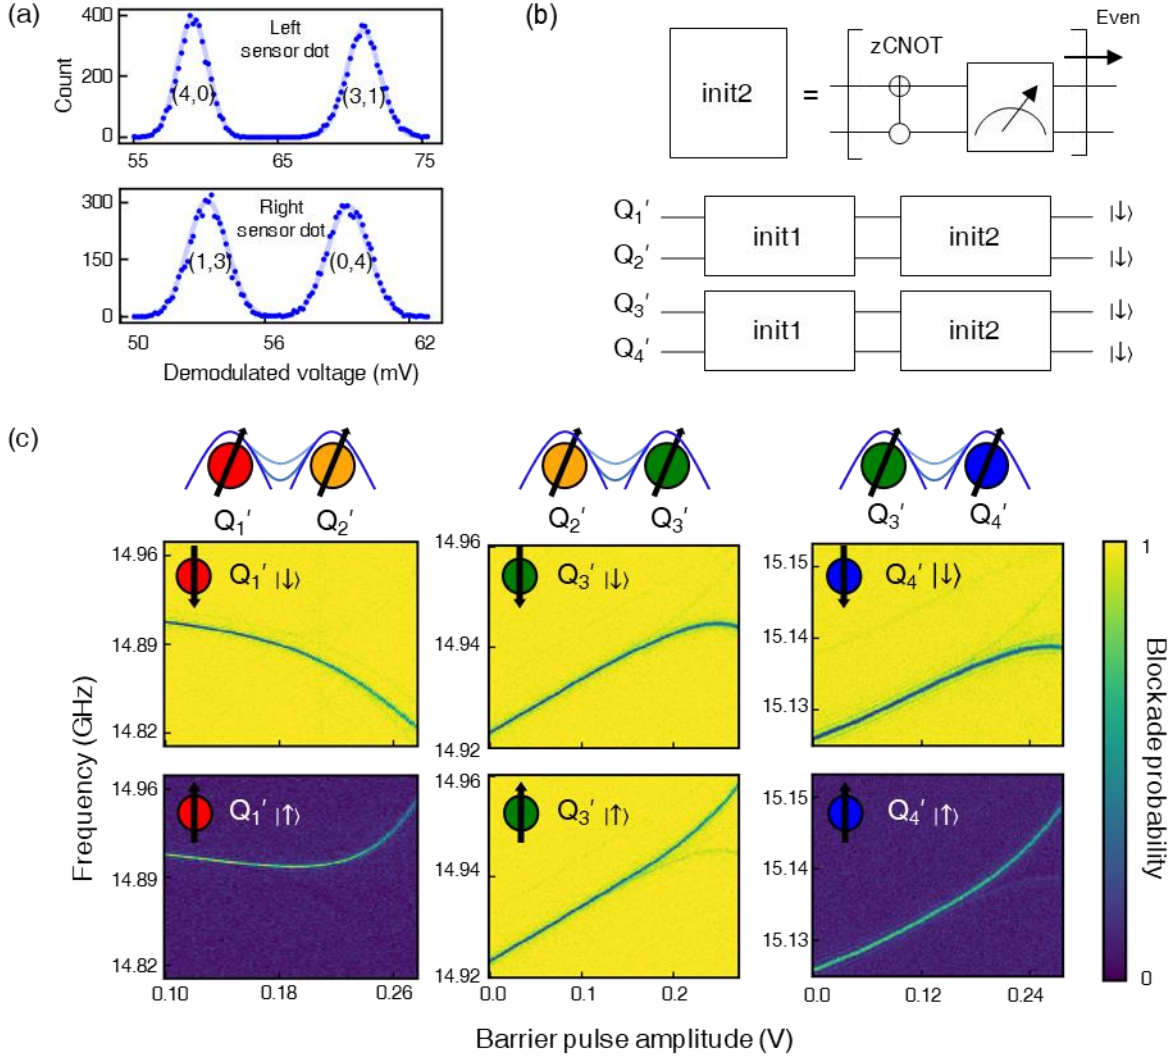 (a)
Left
sensor dot
Count
400
200
0
(4,0)
(3,1)
55
65
75
Right
sensor dot
300
150
0
(1,3)
(0,4)
50
56
62
Demodulated voltage (mV)
(b)
Even
zCNOT
init2
=
Q₁′
init1
init2
|↓⟩
Q₂′
|↓⟩
Q₃′
init1
init2
|↓⟩
Q₄′
|↓⟩
(c)
Q₁′
Q₂′
Q₂′
Q₃′
Q₃′
Q₄′
Frequency (GHz)
14.96
14.89
14.82
Q₁′ |↓⟩
14.96
14.94
14.92
Q₃′ |↓⟩
15.15
15.14
15.13
Q₄′ |↓⟩
14.96
14.89
14.82
Q₁′ |↑⟩
0.10
0.18
0.26
14.96
14.94
14.92
Q₃′ |↑⟩
0.0
0.1
0.2
15.15
15.14
15.13
Q₄′ |↑⟩
0.0
0.12
0.24
1
0
Blockade probability
Barrier pulse amplitude (V)